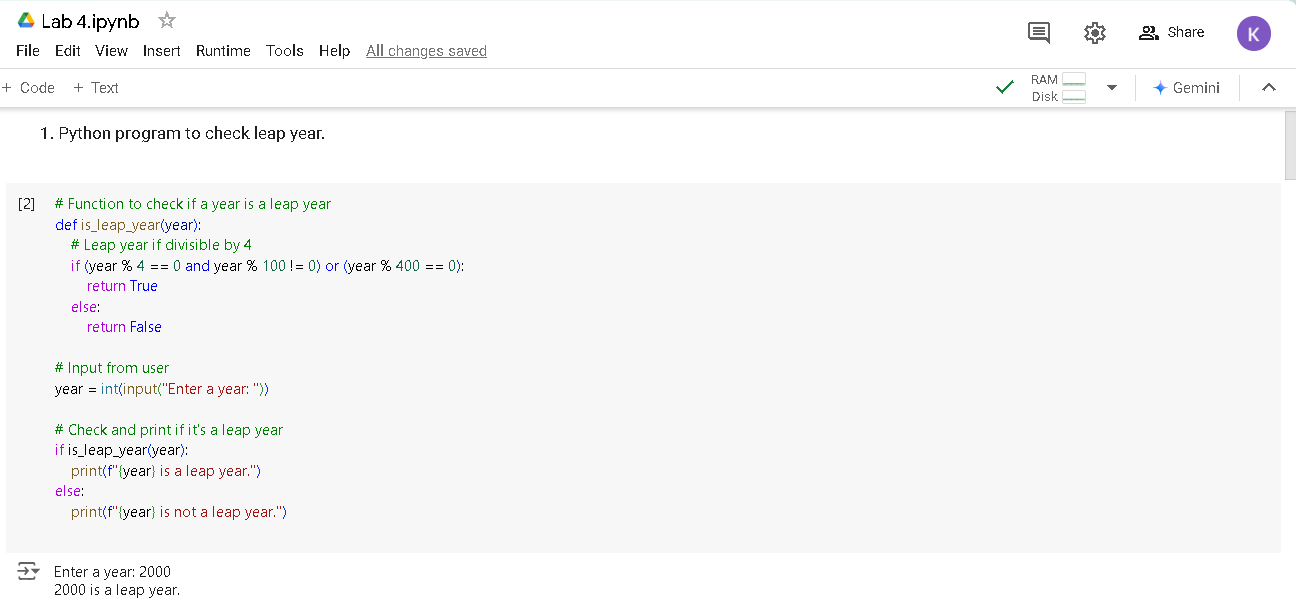 Lab 4.ipynb
File Edit View Insert Runtime Tools Help All changes saved
Share
K
+ Code + Text
RAM
Disk
Gemini
1. Python program to check leap year.
[2]
# Function to check if a year is a leap year
def is_leap_year(year):
    # Leap year if divisible by 4
    if (year % 4 == 0 and year % 100 != 0) or (year % 400 == 0):
        return True
    else:
        return False

# Input from user
year = int(input("Enter a year: "))

# Check and print if it's a leap year
if is_leap_year(year):
    print(f"{year} is a leap year.")
else:
    print(f"{year} is not a leap year.")

Enter a year: 2000
2000 is a leap year.